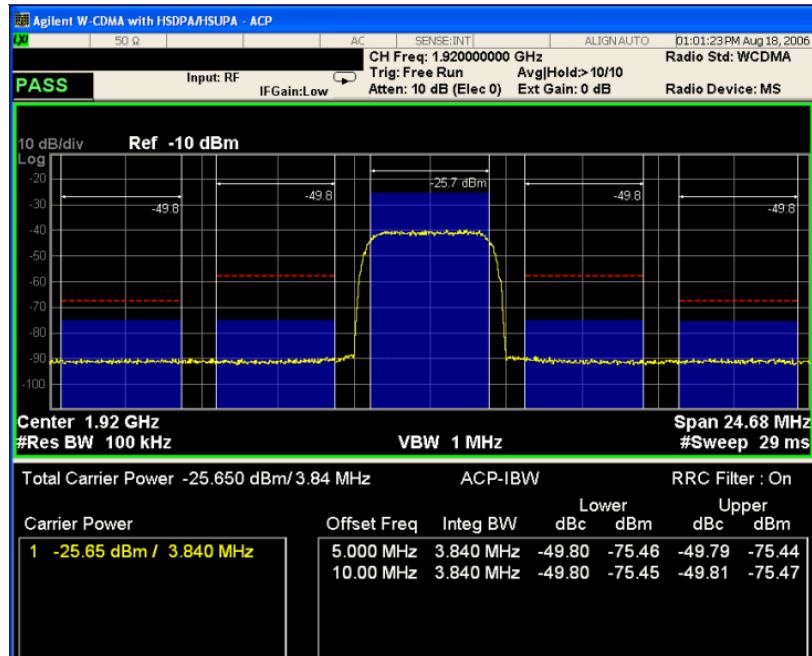 Agilent W-CDMA with HSDPA/HSUPA - ACP
LXI 50 Ω AC SENSE:INT ALIGN AUTO 01:01:23 PM Aug 18, 2006
CH Freq: 1.920000000 GHz Radio Std: WCDMA
PASS Input: RF Trig: Free Run Avg|Hold:>10/10
IFGain:Low Atten: 10 dB (Elec 0) Ext Gain: 0 dB Radio Device: MS
10 dB/div Ref -10 dBm
Log
-20 -25.7 dBm
-49.8 -49.8
-30
-49.8 -49.8
-40
-50
-60
-70
-80
-90
-100
Center 1.92 GHz Span 24.68 MHz
#Res BW 100 kHz VBW 1 MHz #Sweep 29 ms
Total Carrier Power -25.650 dBm/ 3.84 MHz ACP-IBW RRC Filter : On
Lower Upper
Carrier Power Offset Freq Integ BW dBc dBm dBc dBm
1 -25.65 dBm / 3.840 MHz 5.000 MHz 3.840 MHz -49.80 -75.46 -49.79 -75.44
10.00 MHz 3.840 MHz -49.80 -75.45 -49.81 -75.47